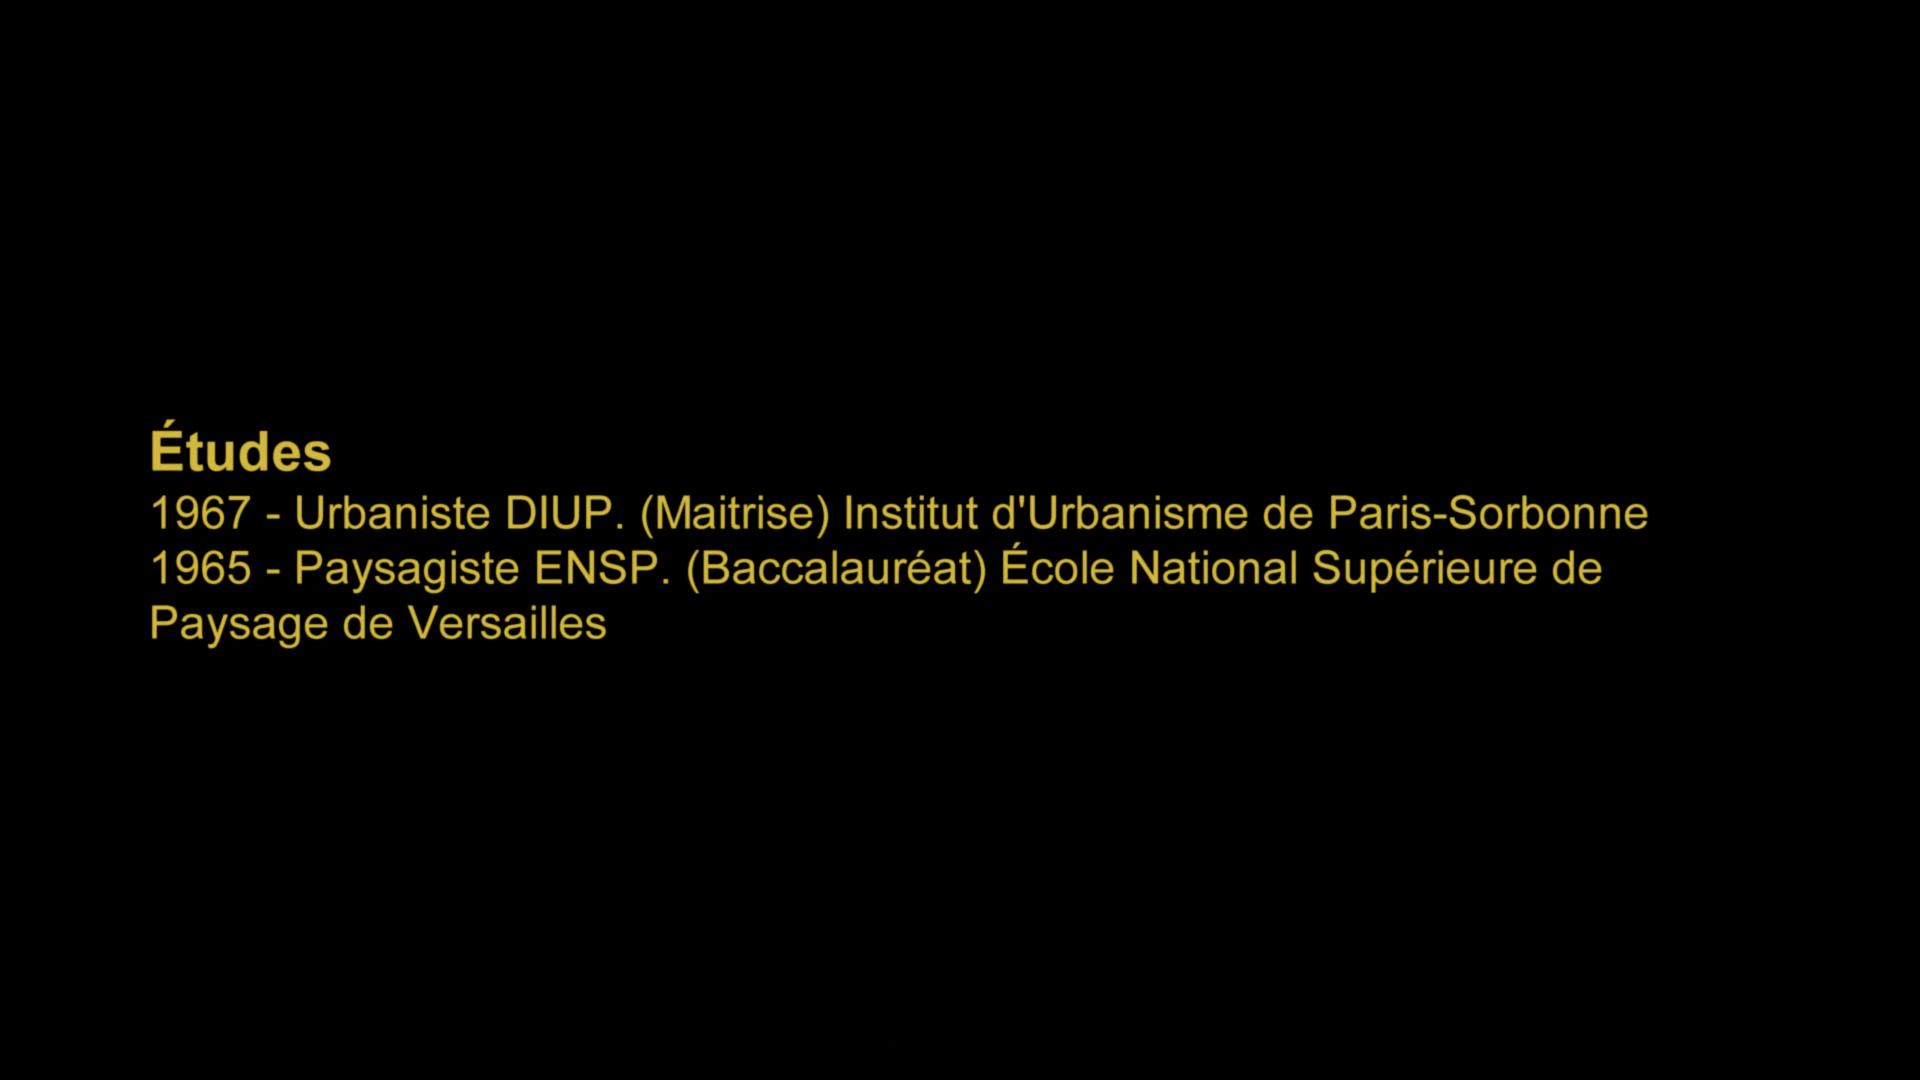 Études
1967 - Urbaniste DIUP. (Maitrise) Institut d'Urbanisme de Paris-Sorbonne
1965 - Paysagiste ENSP. (Baccalauréat) École National Supérieure de
Paysage de Versailles